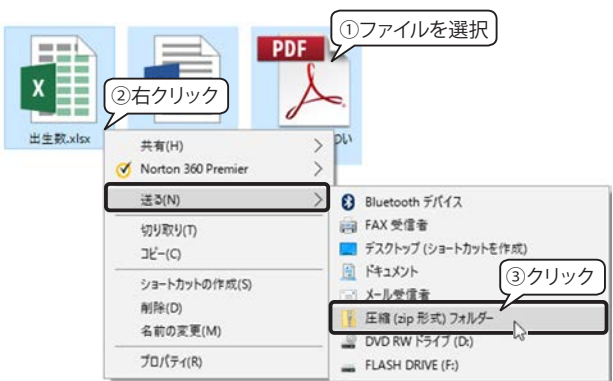 ①ファイルを選択
PDF
X
②右クリック
出生数.xlsx
つい
共有(H)
Norton 360 Premier
送る(N)
切り取り(T)
コピー(C)
ショートカットの作成(S)
削除(D)
名前の変更(M)
プロパティ(R)
Bluetooth デバイス
FAX 受信者
デスクトップ (ショートカットを作成)
ドキュメント
③クリック
メール受信者
圧縮 (zip 形式) フォルダー
DVD RW ドライブ (D:)
FLASH DRIVE (F:)